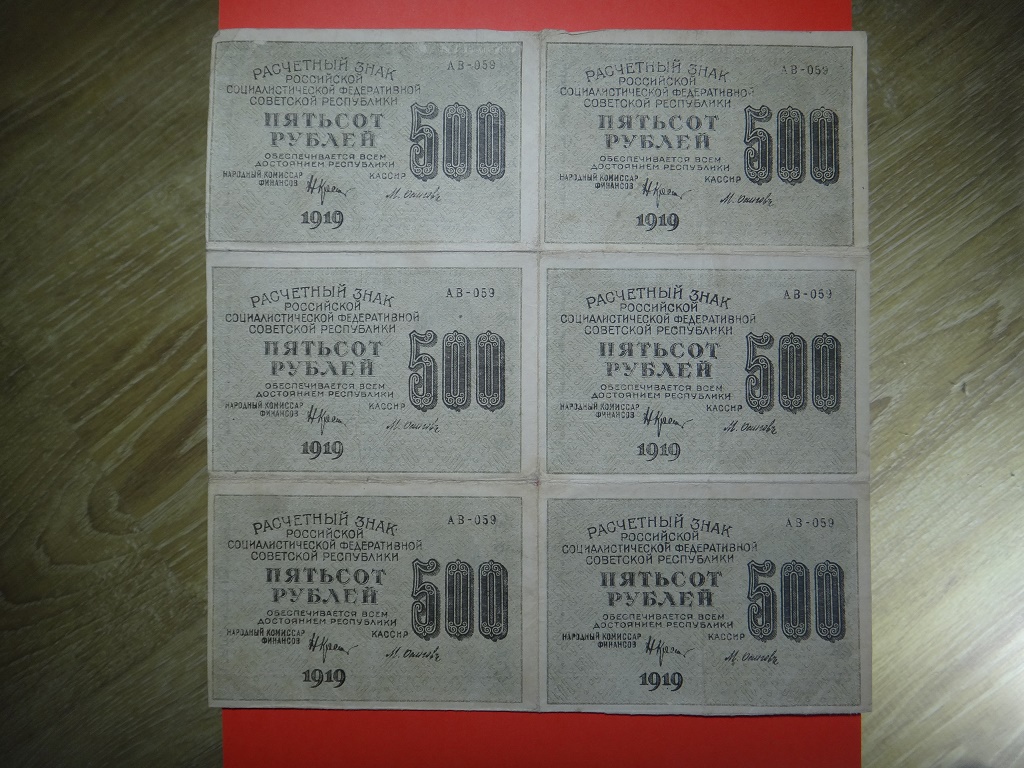 АВ-059
РАСЧЕТНЫЙ ЗНАК
РОССИЙСКОЙ
СОЦИАЛИСТИЧЕСКОЙ ФЕДЕРАТИВНОЙ
СОВЕТСКОЙ РЕСПУБЛИКИ
ПЯТЬСОТ
РУБЛЕЙ
500
ОБЕСПЕЧИВАЕТСЯ ВСЕМ
ДОСТОЯНИЕМ РЕСПУБЛИКИ
НАРОДНЫЙ КОМИССАР
ФИНАНСОВ
КАССИР
1919
АВ-059
РАСЧЕТНЫЙ ЗНАК
РОССИЙСКОЙ
СОЦИАЛИСТИЧЕСКОЙ ФЕДЕРАТИВНОЙ
СОВЕТСКОЙ РЕСПУБЛИКИ
ПЯТЬСОТ
РУБЛЕЙ
500
ОБЕСПЕЧИВАЕТСЯ ВСЕМ
ДОСТОЯНИЕМ РЕСПУБЛИКИ
НАРОДНЫЙ КОМИССАР
ФИНАНСОВ
КАССИР
1919
АВ-059
РАСЧЕТНЫЙ ЗНАК
РОССИЙСКОЙ
СОЦИАЛИСТИЧЕСКОЙ ФЕДЕРАТИВНОЙ
СОВЕТСКОЙ РЕСПУБЛИКИ
ПЯТЬСОТ
РУБЛЕЙ
500
ОБЕСПЕЧИВАЕТСЯ ВСЕМ
ДОСТОЯНИЕМ РЕСПУБЛИКИ
НАРОДНЫЙ КОМИССАР
ФИНАНСОВ
КАССИР
1919
АВ-059
РАСЧЕТНЫЙ ЗНАК
РОССИЙСКОЙ
СОЦИАЛИСТИЧЕСКОЙ ФЕДЕРАТИВНОЙ
СОВЕТСКОЙ РЕСПУБЛИКИ
ПЯТЬСОТ
РУБЛЕЙ
500
ОБЕСПЕЧИВАЕТСЯ ВСЕМ
ДОСТОЯНИЕМ РЕСПУБЛИКИ
НАРОДНЫЙ КОМИССАР
ФИНАНСОВ
КАССИР
1919
АВ-059
РАСЧЕТНЫЙ ЗНАК
РОССИЙСКОЙ
СОЦИАЛИСТИЧЕСКОЙ ФЕДЕРАТИВНОЙ
СОВЕТСКОЙ РЕСПУБЛИКИ
ПЯТЬСОТ
РУБЛЕЙ
500
ОБЕСПЕЧИВАЕТСЯ ВСЕМ
ДОСТОЯНИЕМ РЕСПУБЛИКИ
НАРОДНЫЙ КОМИССАР
ФИНАНСОВ
КАССИР
1919
АВ-059
РАСЧЕТНЫЙ ЗНАК
РОССИЙСКОЙ
СОЦИАЛИСТИЧЕСКОЙ ФЕДЕРАТИВНОЙ
СОВЕТСКОЙ РЕСПУБЛИКИ
ПЯТЬСОТ
РУБЛЕЙ
500
ОБЕСПЕЧИВАЕТСЯ ВСЕМ
ДОСТОЯНИЕМ РЕСПУБЛИКИ
НАРОДНЫЙ КОМИССАР
ФИНАНСОВ
КАССИР
1919